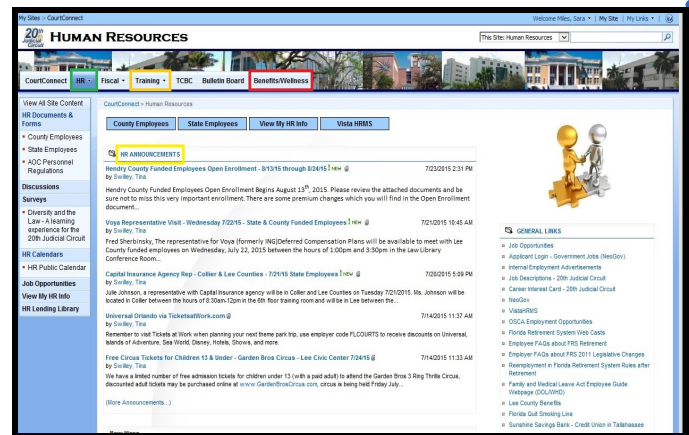 My Sites > CourtConnect
Welcome Miles, Sara
My Site
My Links
20th
Judicial
Circuit
HUMAN RESOURCES
This Site: Human Resources
CourtConnect
HR
Fiscal
Training
TCBC
Bulletin Board
Benefits/Wellness
View All Site Content
HR Documents &
Forms
County Employees
State Employees
AOC Personnel
Regulations
Discussions
Surveys
Diversity and the
Law - A learning
experience for the
20th Judicial Circuit
HR Calendars
HR Public Calendar
Job Opportunities
View My HR Info
HR Lending Library
CourtConnect > Human Resources
County Employees
State Employees
View My HR Info
Vista HRMS
HR ANNOUNCEMENTS
Hendry County Funded Employees Open Enrollment - 8/13/15 through 8/24/15 ! NEW
7/23/2015 2:31 PM
by Swilley, Tina
Hendry County Funded Employees Open Enrollment Begins August 13th, 2015. Please review the attached documents and be
sure not to miss this very important enrollment. There are some premium changes which you will find in the Open Enrollment
document...
Voya Representative Visit - Wednesday 7/22/15 - State & County Funded Employees ! NEW
7/21/2015 10:45 AM
by Swilley, Tina
Fred Sherbinsky, The representative for Voya (formerly ING)Deferred Compensation Plans will be available to meet with Lee
County funded employees on Wednesday, July 22, 2015 between the hours of 1:00pm and 3:30pm in the Law Library
Conference Room...
Capital Insurance Agency Rep - Collier & Lee Counties - 7/21/15 State Employees ! NEW
7/20/2015 5:09 PM
by Swilley, Tina
Julie Johnson, a representative with Capital Insurance agency will be in Collier and Lee Counties on Tuesday 7/21/2015. Ms. Johnson will be
located in Collier between the hours of 8:30am-12pm in the 6th floor training room and will be in Lee between the...
Universal Orlando via TicketsatWork.com
7/14/2015 11:37 AM
by Swilley, Tina
Remember to visit Tickets at Work when planning your next theme park trip, use employer code FLCOURTS to receive discounts on Universal,
Islands of Adventure, Sea World, Disney, Hotels, Shows, and more.
Free Circus Tickets for Children 13 & Under - Garden Bros Circus - Lee Civic Center 7/24/15
7/14/2015 11:33 AM
by Swilley, Tina
We have a limited number of free admission tickets for children under 13 (with a paid adult) to attend the Garden Bros 3 Ring Thrills Circus,
discounted adult tickets may be purchased online at www.GardenBrosCircus.com, circus is being held Friday July...
(More Announcements...)
GENERAL LINKS
Job Opportunities
Applicant Login - Government Jobs (NeoGov)
Internal Employment Advertisements
Job Descriptions - 20th Judicial Circuit
Career Interest Card - 20th Judicial Circuit
NeoGov
VistaHRMS
OSCA Employment Opportunities
Florida Retirement System Web Casts
Employee FAQs about FRS Retirement
Employer FAQs about FRS 2011 Legislative Changes
Reemployment in Florida Retirement System Rules after
Retirement
Family and Medical Leave Act Employee Guide
Webpage (DOL/WHD)
Lee County Benefits
Florida Quit Smoking Line
Sunshine Savings Bank - Credit Union in Tallahassee